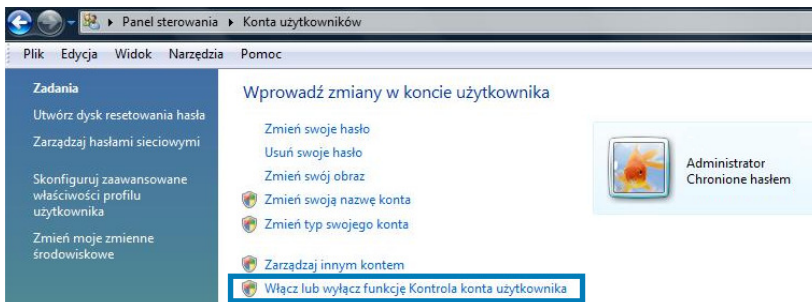 Panel sterowania ▸ Konta użytkowników
Plik Edycja Widok Narzędzia Pomoc
Zadania
Utwórz dysk resetowania hasła
Zarządzaj hasłami sieciowymi
Skonfiguruj zaawansowane
właściwości profilu
użytkownika
Zmień moje zmienne
środowiskowe
Wprowadź zmiany w koncie użytkownika
Zmień swoje hasło
Usuń swoje hasło
Zmień swój obraz
Zmień swoją nazwę konta
Zmień typ swojego konta
Zarządzaj innym kontem
Włącz lub wyłącz funkcję Kontrola konta użytkownika
Administrator
Chronione hasłem